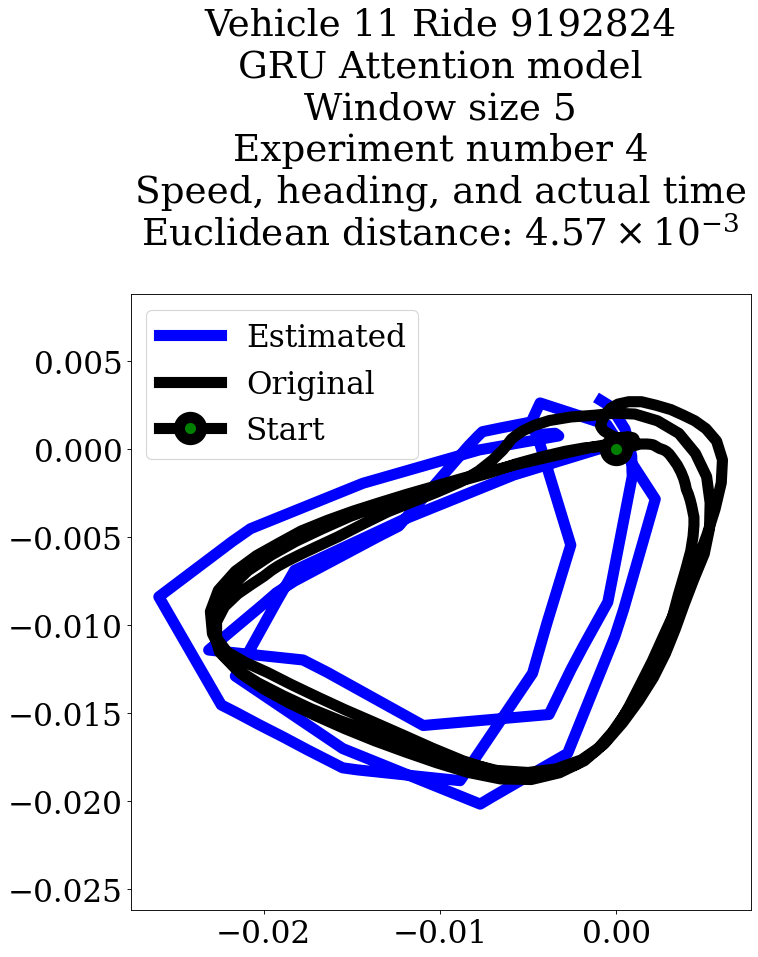 Vehicle 11 Ride 9192824
GRU Attention model
Window size 5
Experiment number 4
Speed, heading, and actual time
Euclidean distance: 4.57 × 10⁻³
Estimated
Original
Start
0.005
0.000
−0.005
−0.010
−0.015
−0.020
−0.025
−0.02
−0.01
0.00